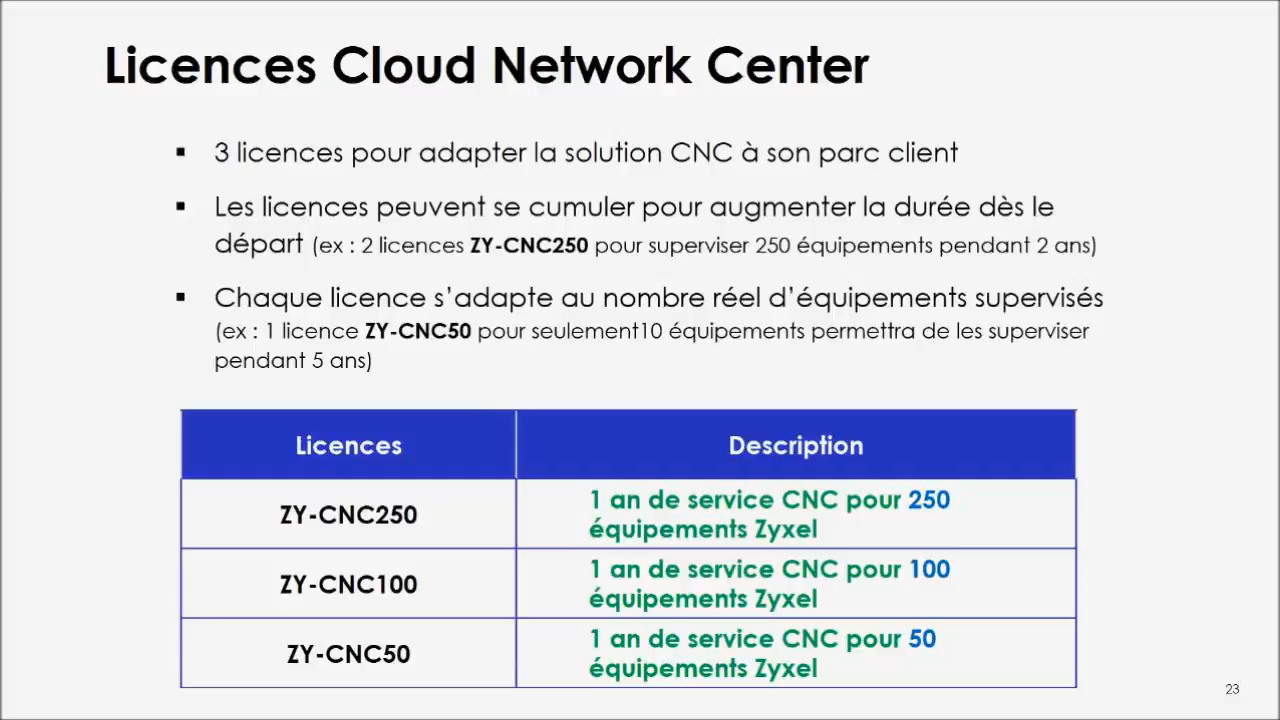 Licences Cloud Network Center
▪ 3 licences pour adapter la solution CNC à son parc client
▪ Les licences peuvent se cumuler pour augmenter la durée dès le
départ (ex : 2 licences ZY-CNC250 pour superviser 250 équipements pendant 2 ans)
▪ Chaque licence s’adapte au nombre réel d’équipements supervisés
(ex : 1 licence ZY-CNC50 pour seulement10 équipements permettra de les superviser
pendant 5 ans)
Licences Description
ZY-CNC250 1 an de service CNC pour 250
équipements Zyxel
ZY-CNC100 1 an de service CNC pour 100
équipements Zyxel
ZY-CNC50 1 an de service CNC pour 50
équipements Zyxel
23